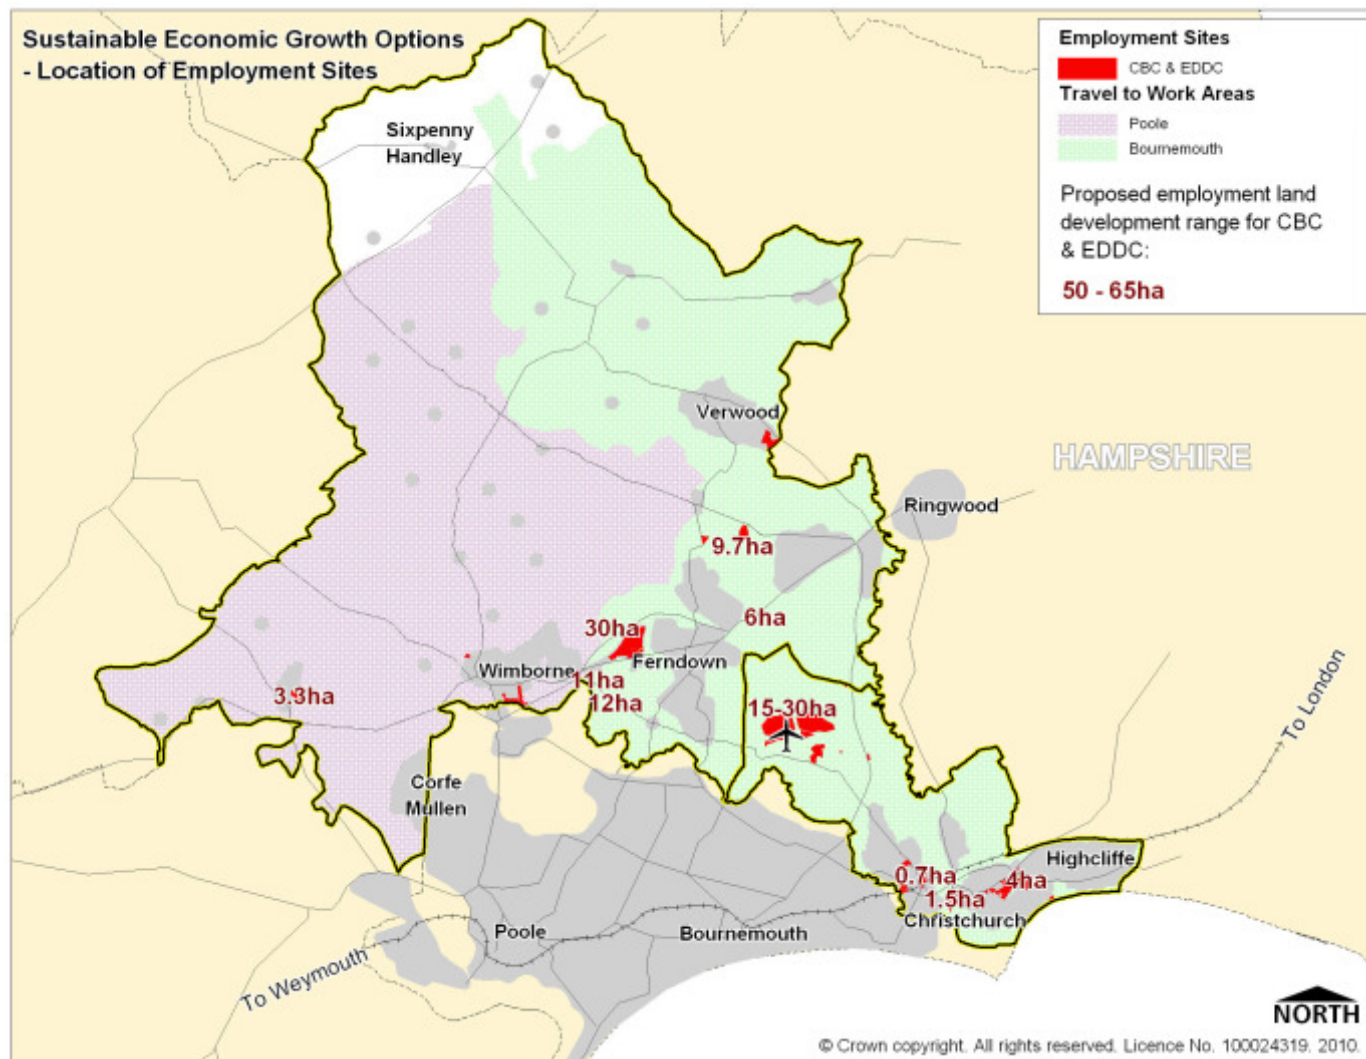 Sustainable Economic Growth Options
- Location of Employment Sites
Employment Sites
CBC & EDDC
Travel to Work Areas
Poole
Bournemouth
Proposed employment land
development range for CBC
& EDDC:
50 - 65ha
Sixpenny
Handley
Verwood
HAMPSHIRE
Ringwood
9.7ha
6ha
30ha
Ferndown
Wimborne
11ha
12ha
3.3ha
15-30ha
To London
Corfe
Mullen
Highcliffe
0.7ha
4ha
1.5ha
Christchurch
Poole
Bournemouth
To Weymouth
NORTH
© Crown copyright. All rights reserved. Licence No. 100024319. 2010.